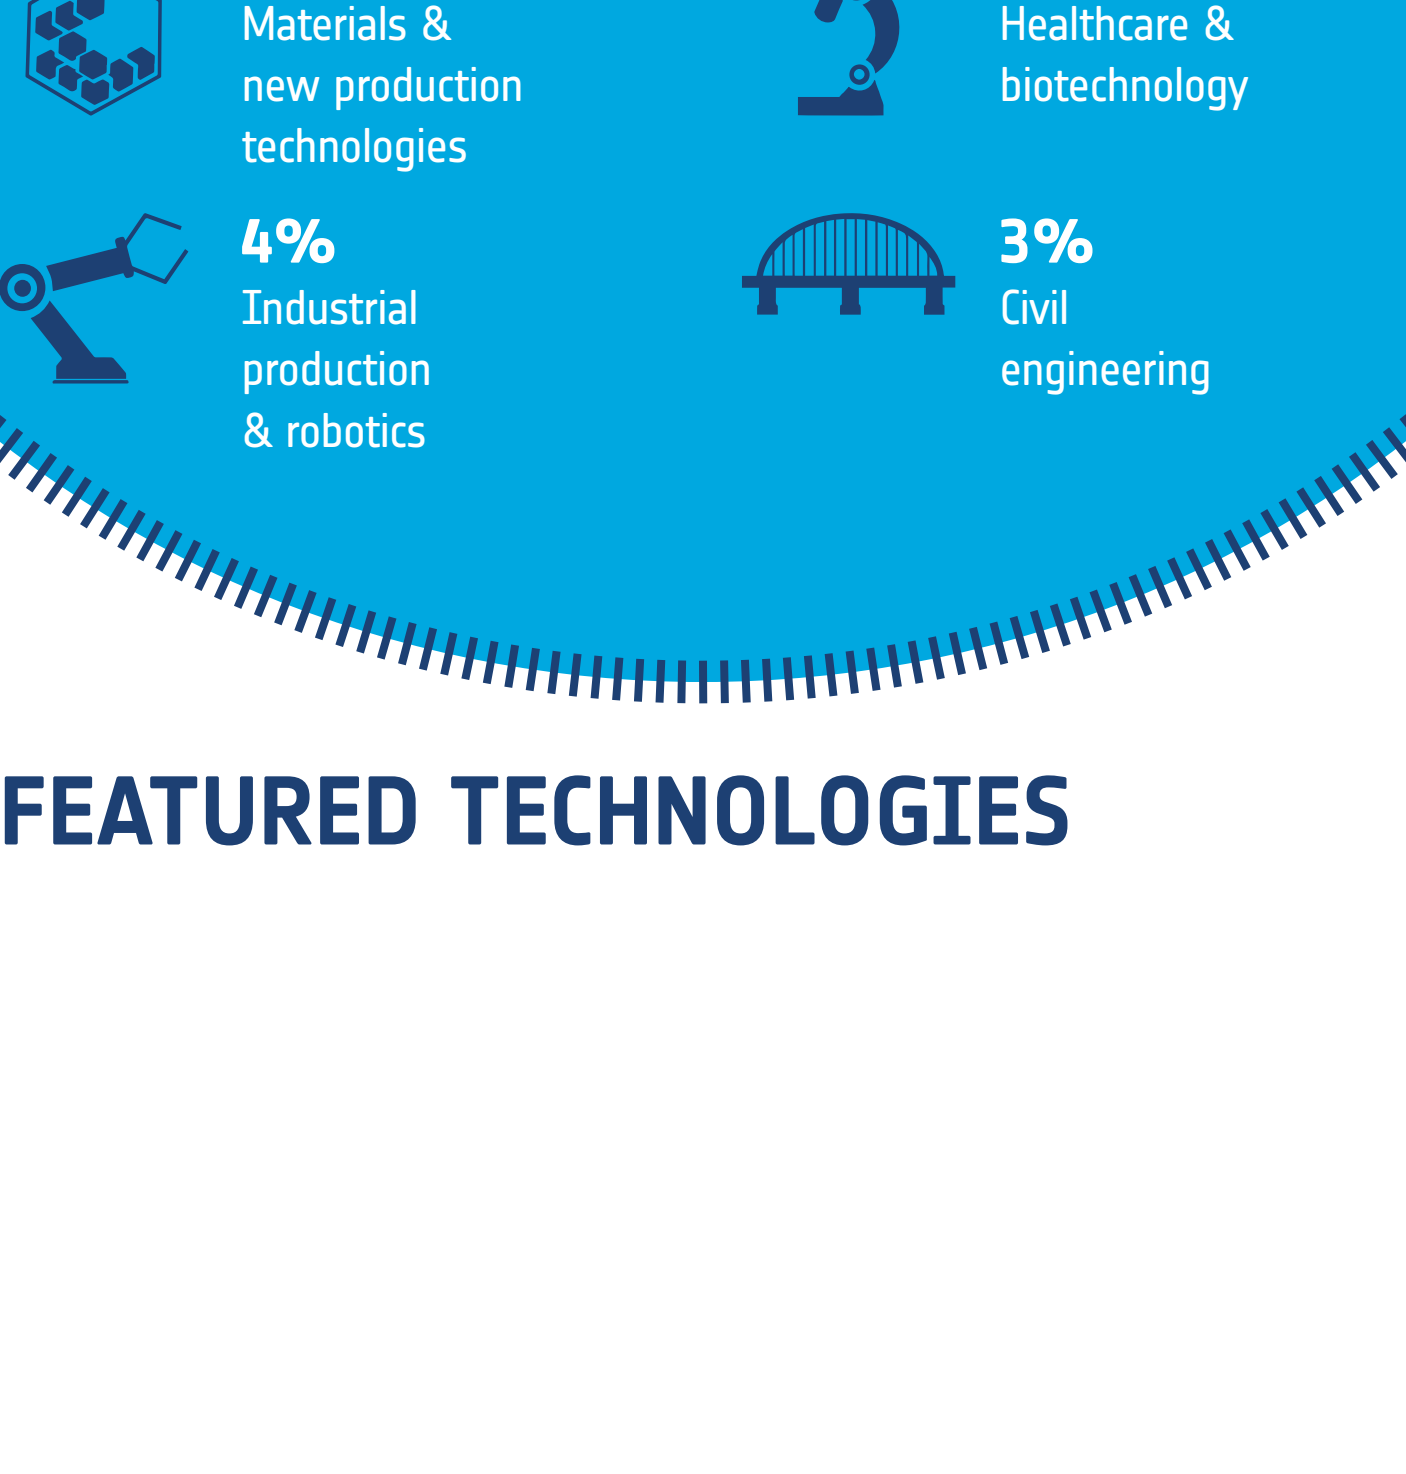 Materials &
new production
technologies
Healthcare &
biotechnology
4%
Industrial
production
& robotics
3%
Civil
engineering
FEATURED TECHNOLOGIES